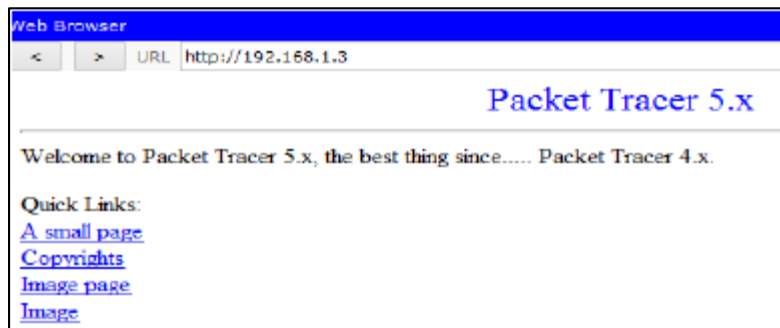 Web Browser
< > URL http://192.168.1.3
Packet Tracer 5.x
Welcome to Packet Tracer 5.x, the best thing since..... Packet Tracer 4.x.
Quick Links:
A small page
Copyrights
Image page
Image